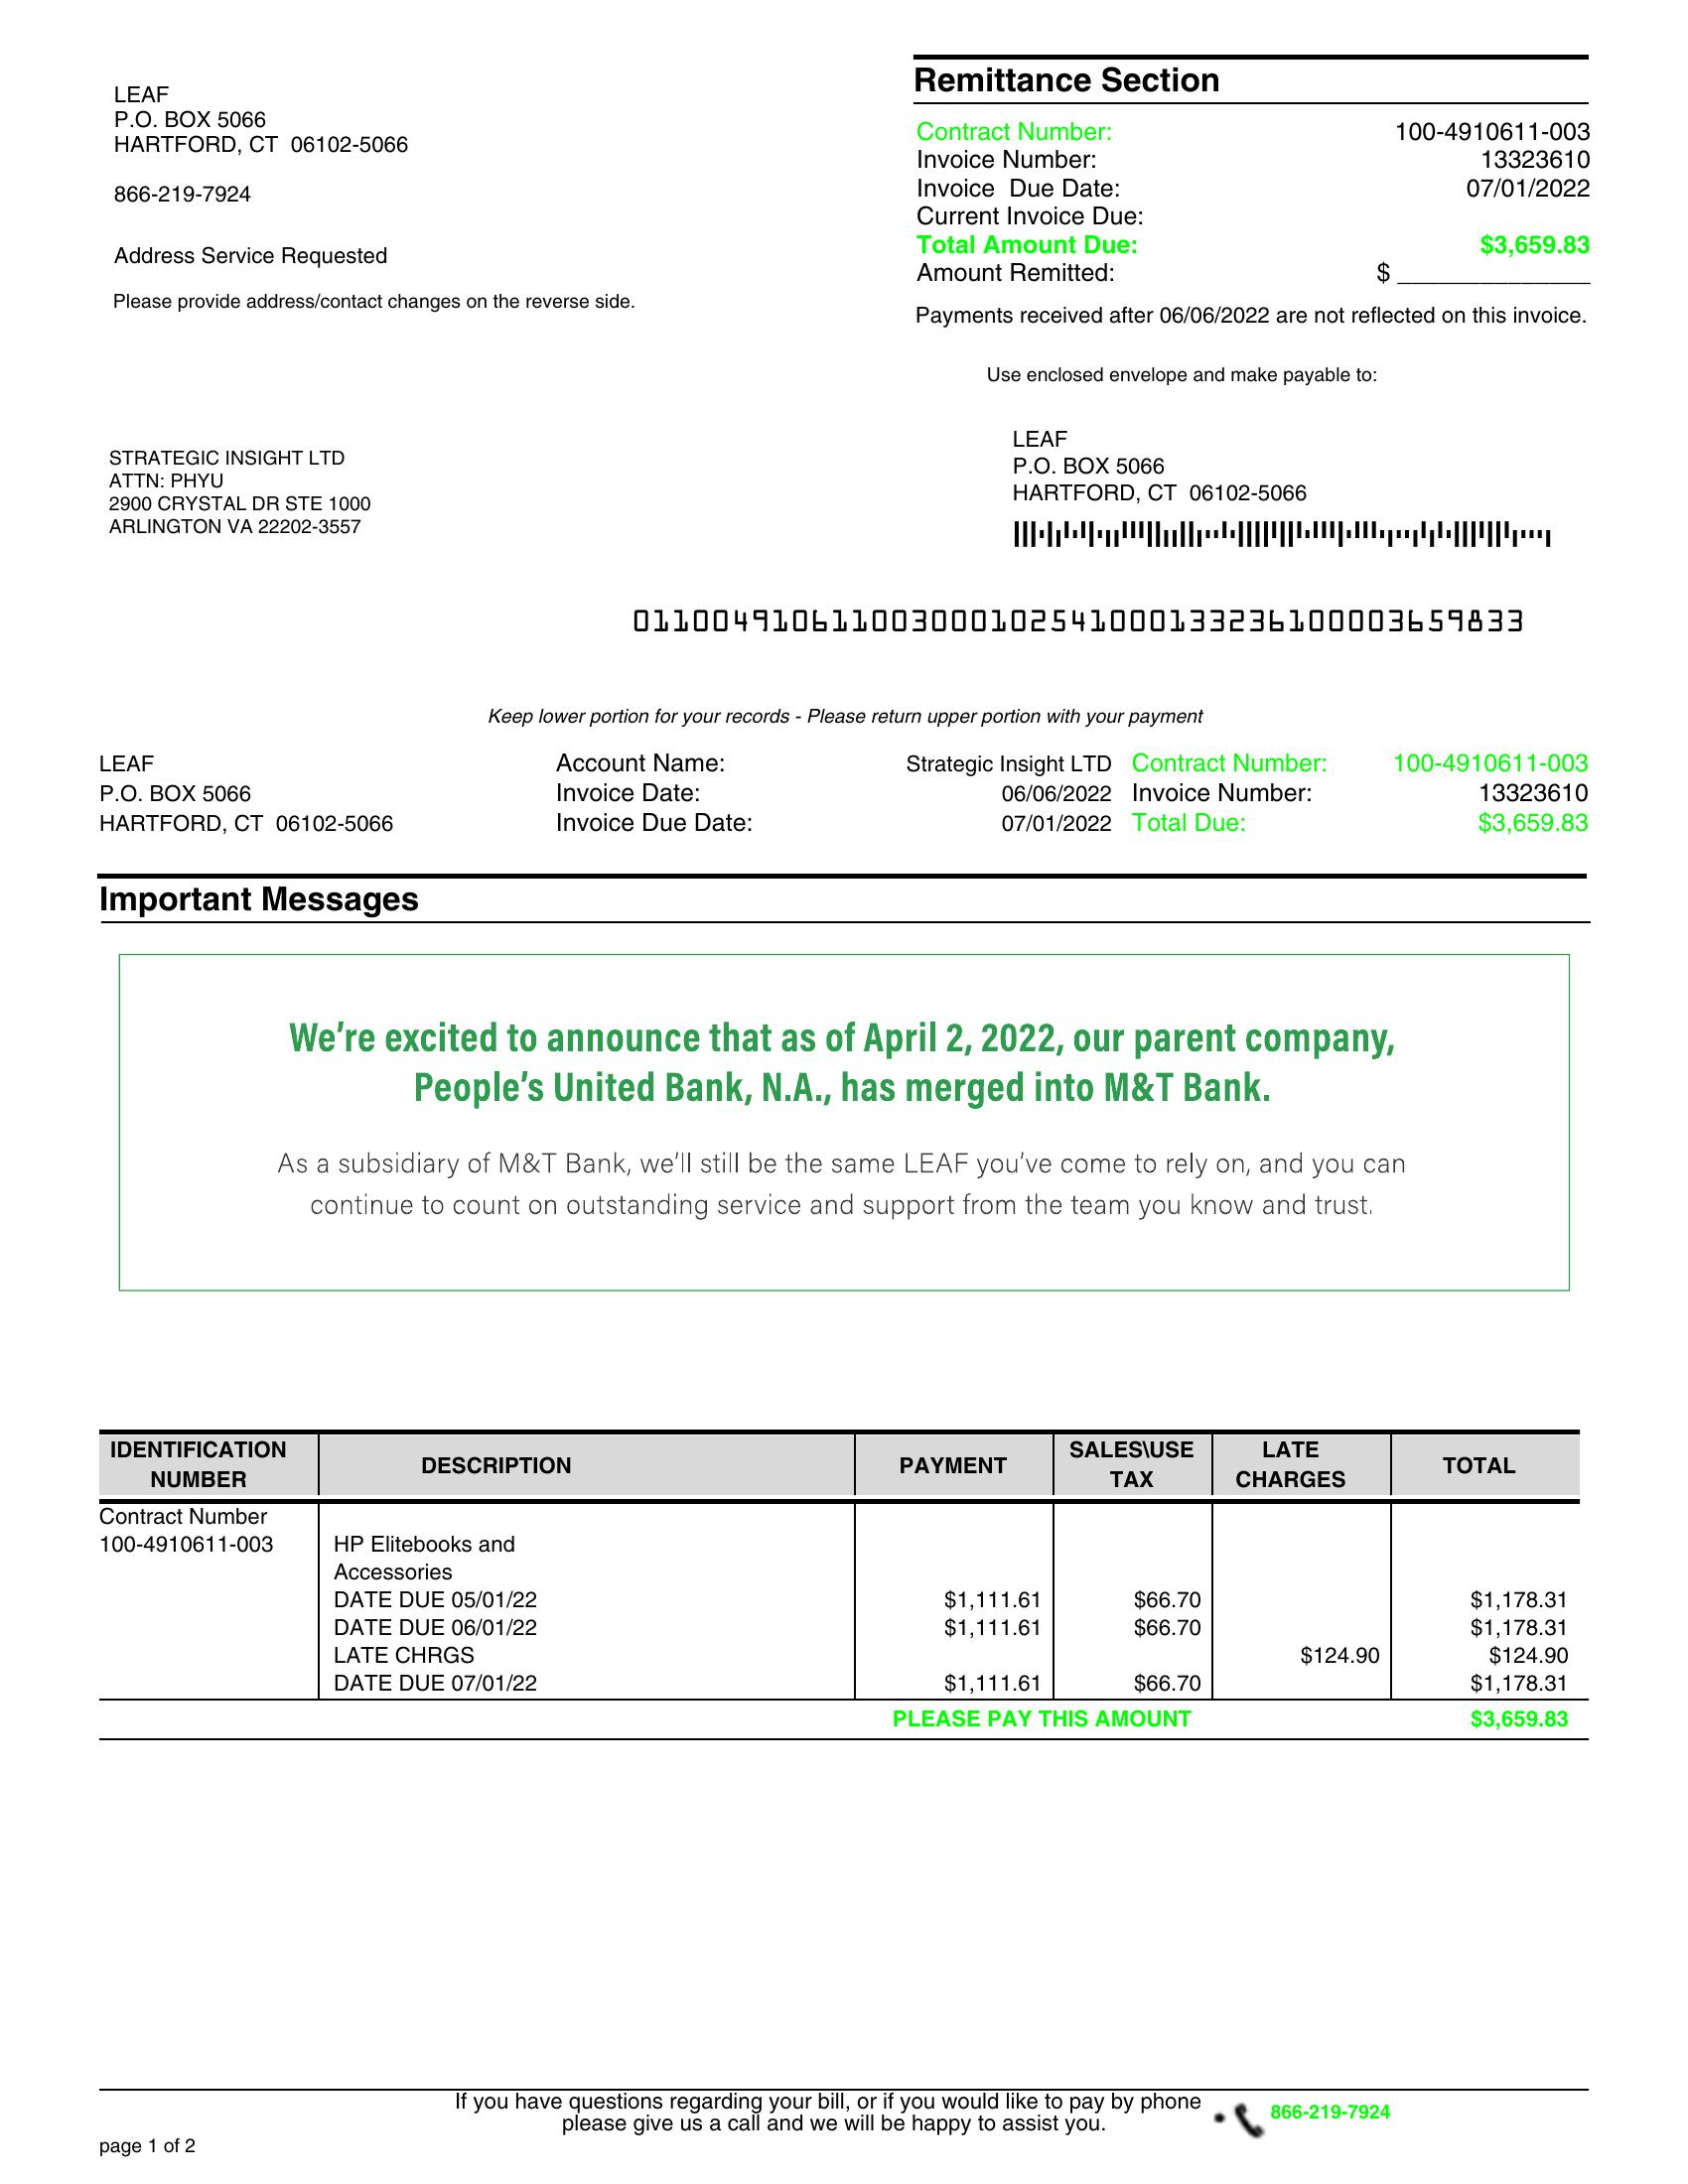 LEAF
P.O. BOX 5066
HARTFORD, CT  06102-5066
866-219-7924
Address Service Requested
Please provide address/contact changes on the reverse side.
Remittance Section
Contract Number: 100-4910611-003
Invoice Number: 13323610
Invoice  Due Date: 07/01/2022
Current Invoice Due:
Total Amount Due: $3,659.83
Amount Remitted: $ ________________
Payments received after 06/06/2022 are not reflected on this invoice.
Use enclosed envelope and make payable to:
STRATEGIC INSIGHT LTD
ATTN: PHYU
2900 CRYSTAL DR STE 1000
ARLINGTON VA 22202-3557
LEAF
P.O. BOX 5066
HARTFORD, CT  06102-5066
011004910611003000102541000133236100003659833
Keep lower portion for your records - Please return upper portion with your payment
LEAF Account Name: Strategic Insight LTD Contract Number: 100-4910611-003
P.O. BOX 5066 Invoice Date: 06/06/2022 Invoice Number: 13323610
HARTFORD, CT  06102-5066 Invoice Due Date: 07/01/2022 Total Due: $3,659.83
Important Messages
We're excited to announce that as of April 2, 2022, our parent company,
People's United Bank, N.A., has merged into M&T Bank.
As a subsidiary of M&T Bank, we'll still be the same LEAF you've come to rely on, and you can
continue to count on outstanding service and support from the team you know and trust.
IDENTIFICATION NUMBER DESCRIPTION PAYMENT SALES\USE TAX LATE CHARGES TOTAL
Contract Number
100-4910611-003 HP Elitebooks and
Accessories
DATE DUE 05/01/22 $1,111.61 $66.70 $1,178.31
DATE DUE 06/01/22 $1,111.61 $66.70 $1,178.31
LATE CHRGS $124.90 $124.90
DATE DUE 07/01/22 $1,111.61 $66.70 $1,178.31
PLEASE PAY THIS AMOUNT $3,659.83
If you have questions regarding your bill, or if you would like to pay by phone
please give us a call and we will be happy to assist you.
• 866-219-7924
page 1 of 2